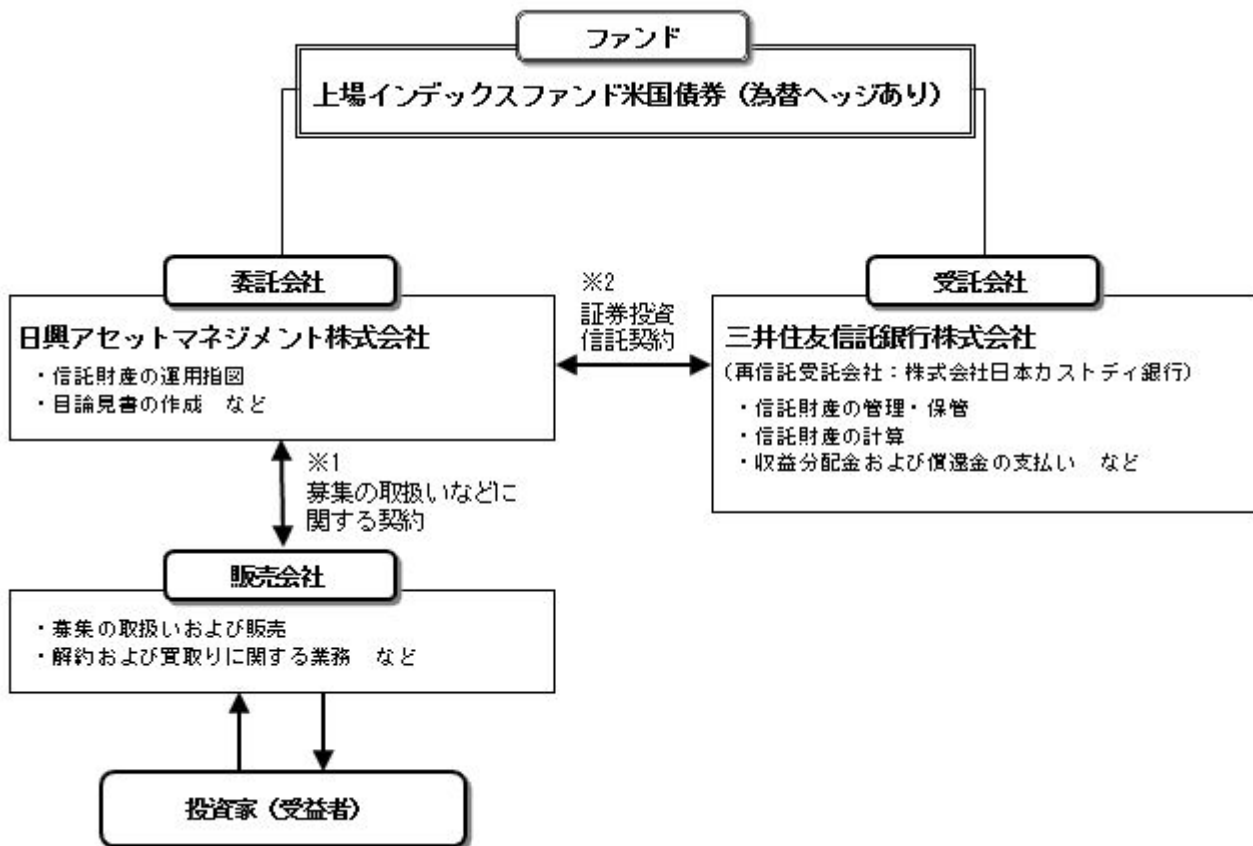 ファンド
上場インデックスファンド米国債券（為替ヘッジあり）
委託会社
日興アセットマネジメント株式会社
・信託財産の運用指図
・目論見書の作成　など
※2
証券投資
信託契約
受託会社
三井住友信託銀行株式会社
（再信託受託会社：株式会社日本カストディ銀行）
・信託財産の管理・保管
・信託財産の計算
・収益分配金および償還金の支払い　など
※1
募集の取扱いなどに
関する契約
販売会社
・募集の取扱いおよび販売
・解約および買取りに関する業務　など
投資家（受益者）